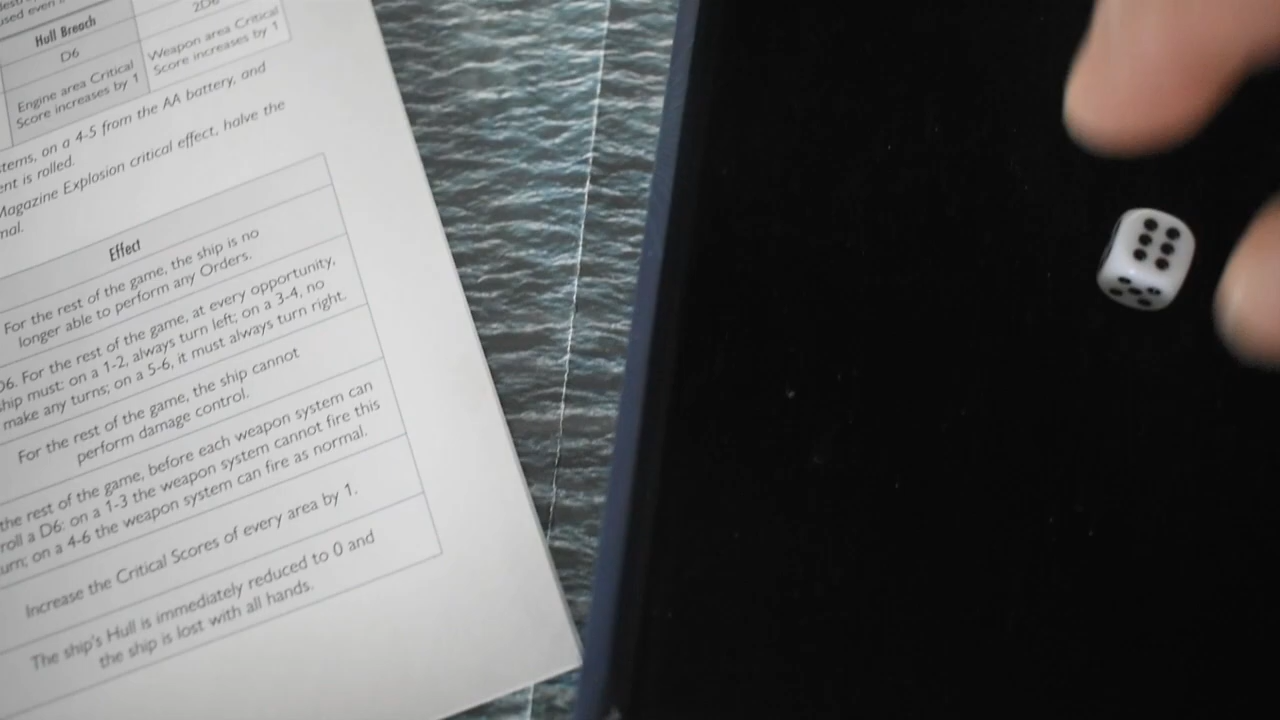 used even
Hull Breach
2D6
D6
Weapon area Critical
Score increases by 1
Engine area Critical
Score increases by 1
stems, on a 4-5 from the AA battery, and
ent is rolled.
Magazine Explosion critical effect, halve the
mal.
Effect
For the rest of the game, the ship is no
longer able to perform any Orders.
D6. For the rest of the game, at every opportunity,
ship must: on a 1-2, always turn left; on a 3-4, no
make any turns; on a 5-6, it must always turn right.
For the rest of the game, the ship cannot
perform damage control.
the rest of the game, before each weapon system can
roll a D6: on a 1-3 the weapon system cannot fire this
urn; on a 4-6 the weapon system can fire as normal.
Increase the Critical Scores of every area by 1.
The ship's Hull is immediately reduced to 0 and
the ship is lost with all hands.